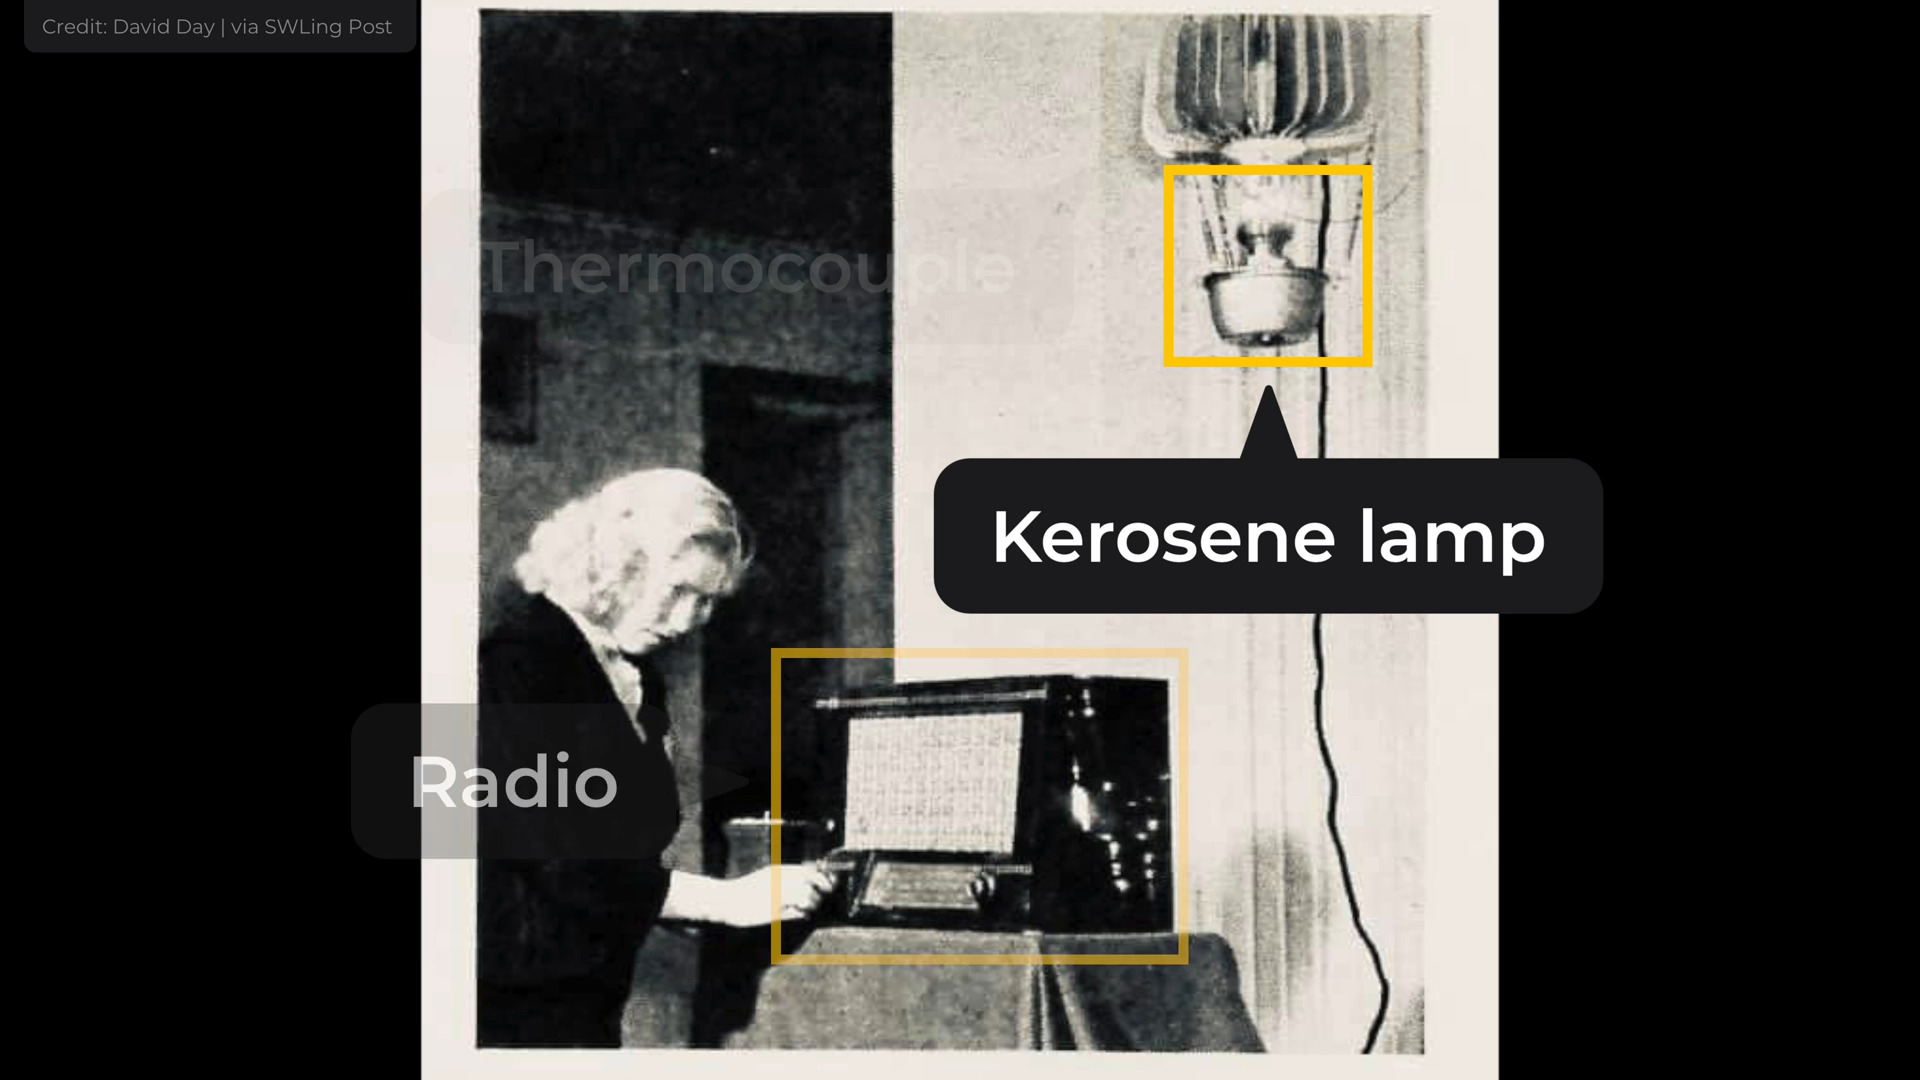 Credit: David Day | via SWLing Post
Thermocouple
Kerosene lamp
Radio